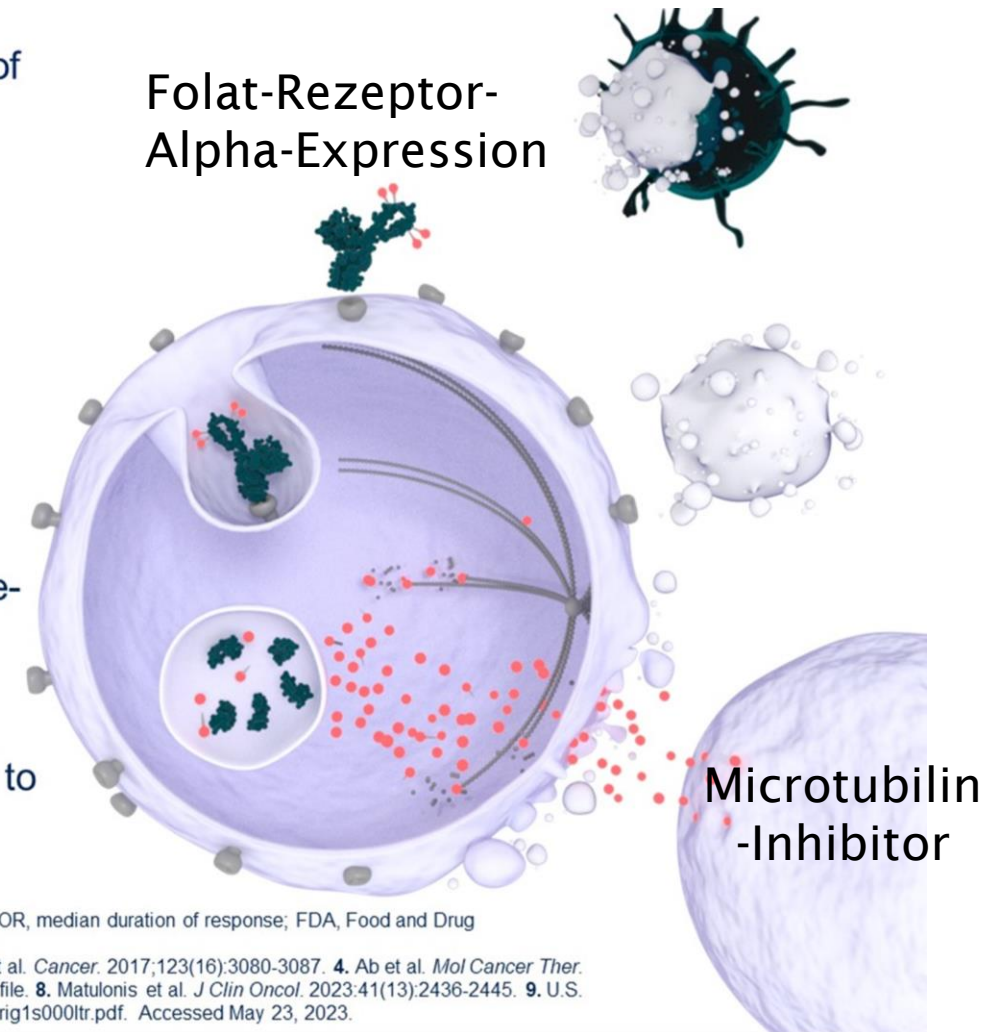 of
Folat-Rezeptor-
Alpha-Expression
e-
to
Microtubilin
-Inhibitor
OR, median duration of response; FDA, Food and Drug
t al. Cancer. 2017;123(16):3080-3087. 4. Ab et al. Mol Cancer Ther.
file. 8. Matulonis et al. J Clin Oncol. 2023:41(13):2436-2445. 9. U.S.
rig1s000ltr.pdf. Accessed May 23, 2023.